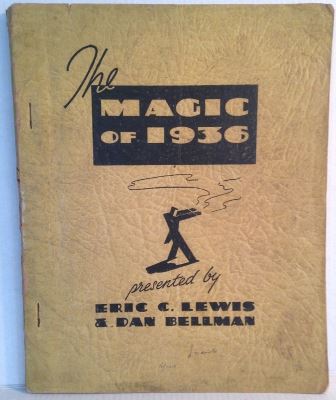 The
MAGIC
OF 1936
presented by
ERIC C. LEWIS
& DAN BELLMAN